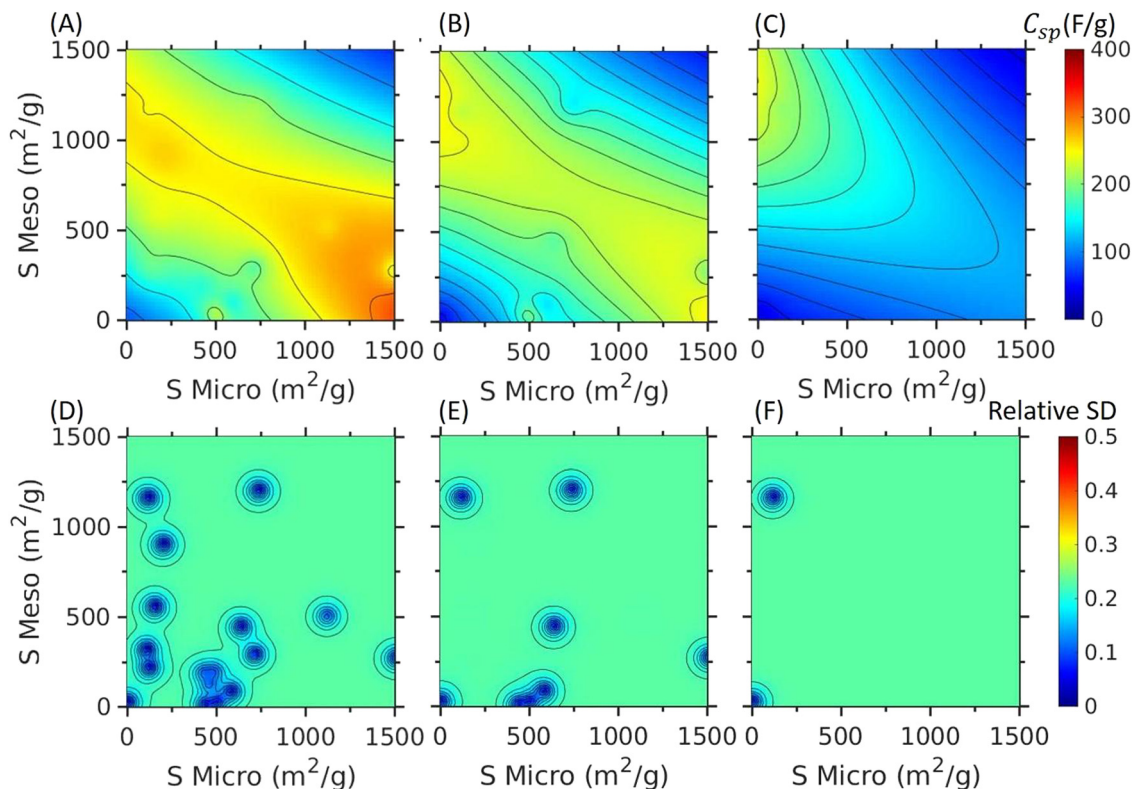 (A) (B) (C) C_sp(F/g)
1500 400
1000 300
500 200
0 100
0
S Meso (m²/g)
0 500 1000 1500 0 500 1000 1500 0 500 1000 1500
S Micro (m²/g) S Micro (m²/g) S Micro (m²/g)
(D) (E) (F) Relative SD
1500 0.5
1000 0.4
500 0.3
0 0.2
0.1
0
S Meso (m²/g)
0 500 1000 1500 0 500 1000 1500 0 500 1000 1500
S Micro (m²/g) S Micro (m²/g) S Micro (m²/g)